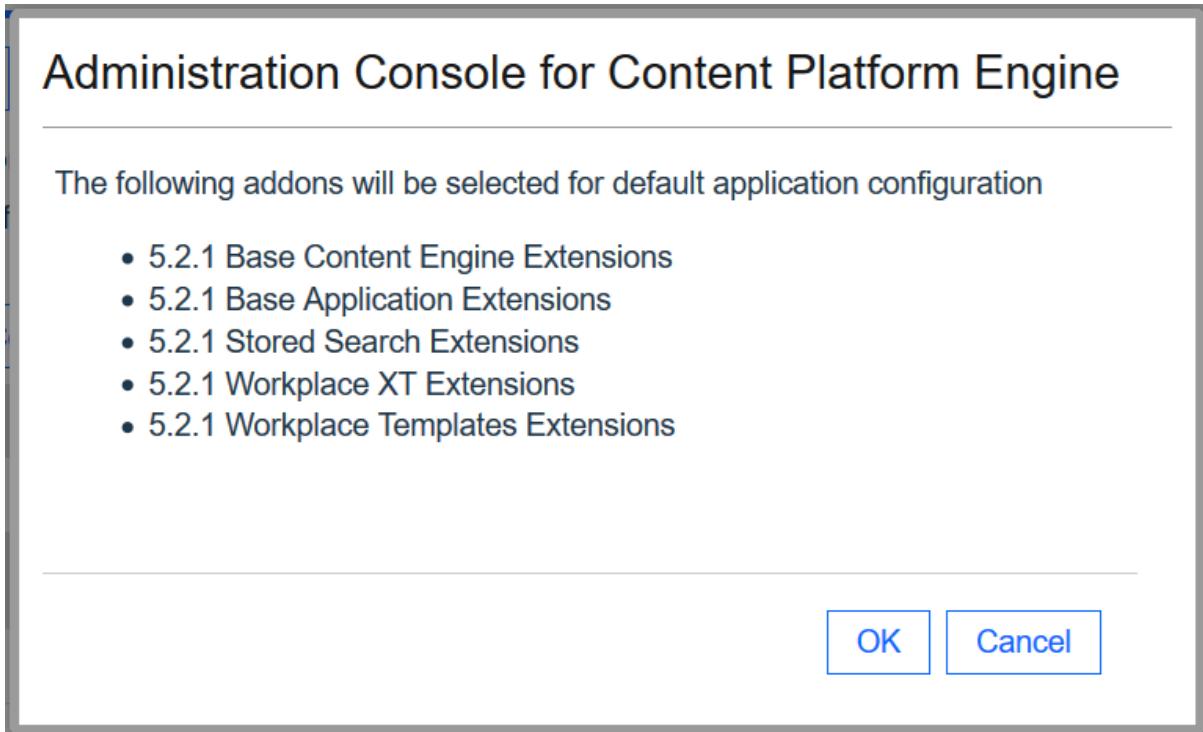 Administration Console for Content Platform Engine
The following addons will be selected for default application configuration
• 5.2.1 Base Content Engine Extensions
• 5.2.1 Base Application Extensions
• 5.2.1 Stored Search Extensions
• 5.2.1 Workplace XT Extensions
• 5.2.1 Workplace Templates Extensions
OK Cancel